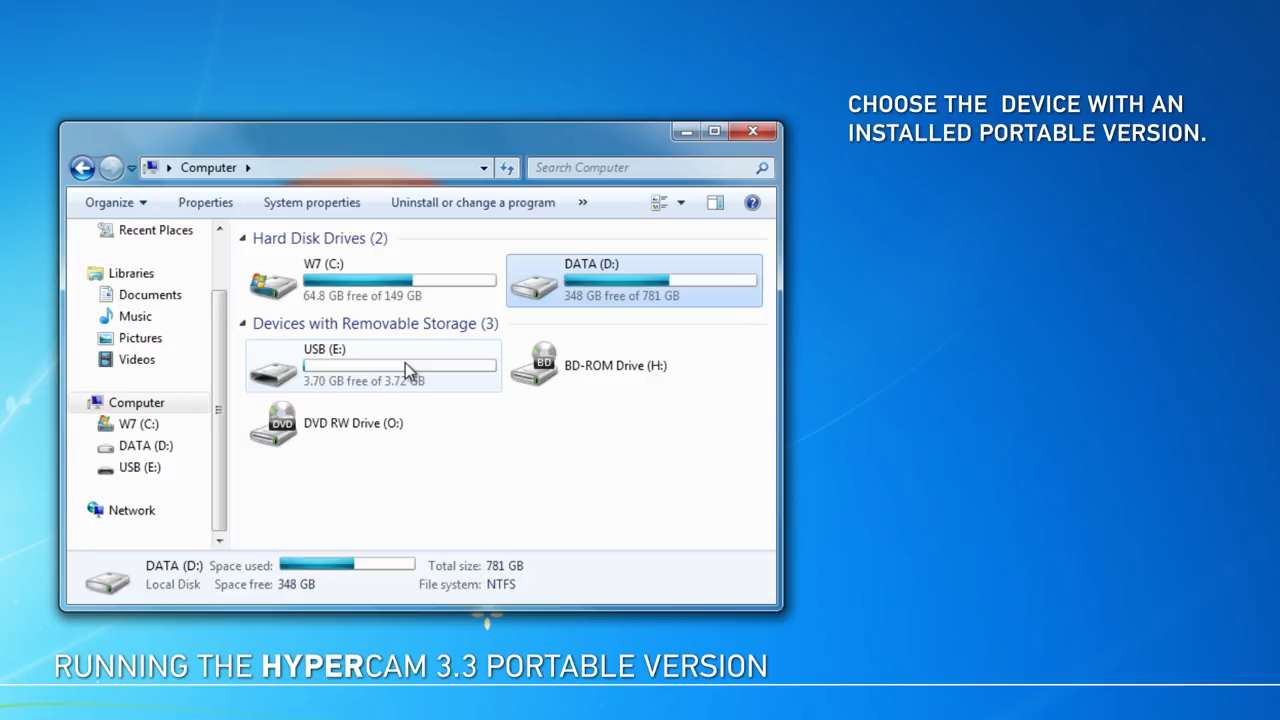 CHOOSE THE  DEVICE WITH AN
INSTALLED PORTABLE VERSION.
Computer
Search Computer
Organize
Properties
System properties
Uninstall or change a program
»
Recent Places
Libraries
Documents
Music
Pictures
Videos
Computer
W7 (C:)
DATA (D:)
USB (E:)
Network
Hard Disk Drives (2)
W7 (C:)
64.8 GB free of 149 GB
DATA (D:)
348 GB free of 781 GB
Devices with Removable Storage (3)
USB (E:)
3.70 GB free of 3.72 GB
BD
BD-ROM Drive (H:)
DVD
DVD RW Drive (O:)
DATA (D:) Space used: Total size: 781 GB
Local Disk Space free: 348 GB File system: NTFS
RUNNING THE HYPERCAM 3.3 PORTABLE VERSION